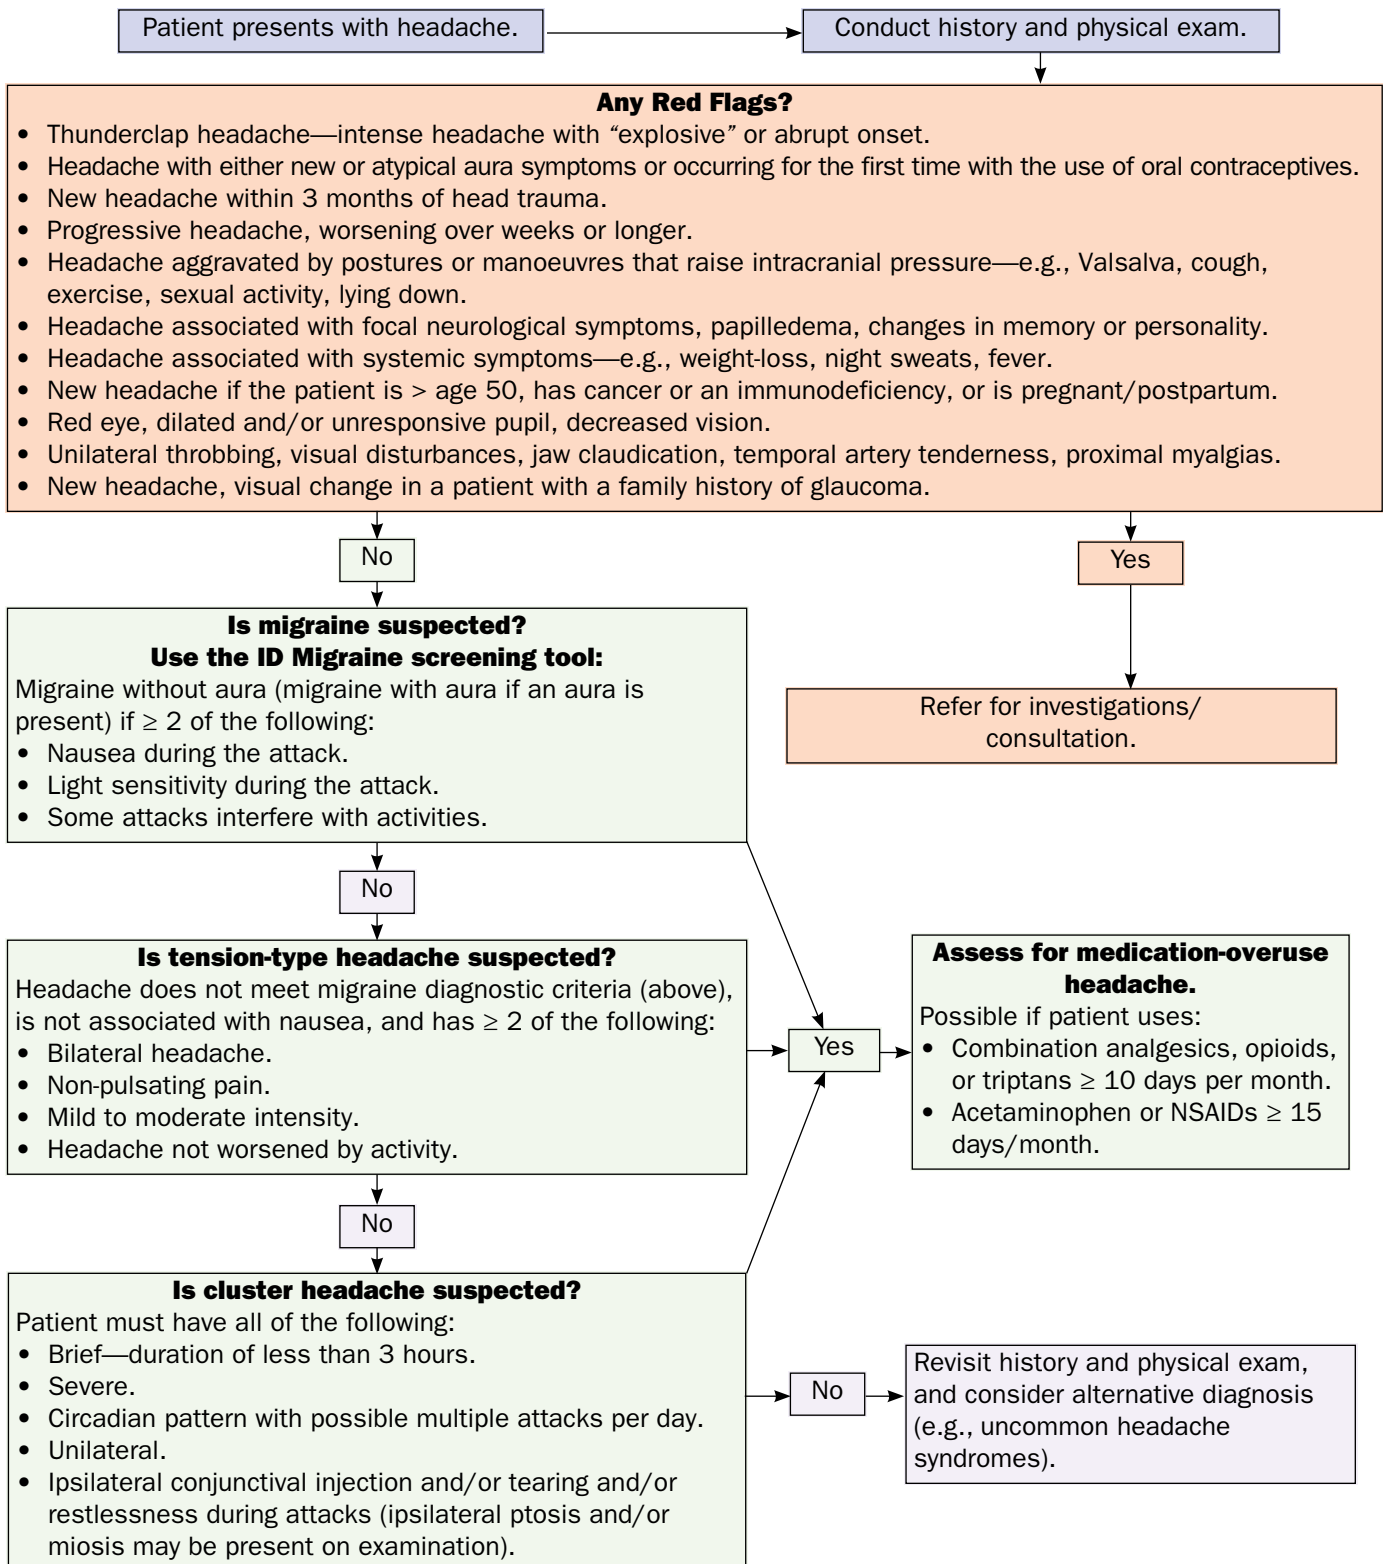 Patient presents with headache.
Conduct history and physical exam.
Any Red Flags?
• Thunderclap headache—intense headache with “explosive” or abrupt onset.
• Headache with either new or atypical aura symptoms or occurring for the first time with the use of oral contraceptives.
• New headache within 3 months of head trauma.
• Progressive headache, worsening over weeks or longer.
• Headache aggravated by postures or manoeuvres that raise intracranial pressure—e.g., Valsalva, cough,
exercise, sexual activity, lying down.
• Headache associated with focal neurological symptoms, papilledema, changes in memory or personality.
• Headache associated with systemic symptoms—e.g., weight-loss, night sweats, fever.
• New headache if the patient is > age 50, has cancer or an immunodeficiency, or is pregnant/postpartum.
• Red eye, dilated and/or unresponsive pupil, decreased vision.
• Unilateral throbbing, visual disturbances, jaw claudication, temporal artery tenderness, proximal myalgias.
• New headache, visual change in a patient with a family history of glaucoma.
No
Yes
Is migraine suspected?
Use the ID Migraine screening tool:
Migraine without aura (migraine with aura if an aura is
present) if ≥ 2 of the following:
• Nausea during the attack.
• Light sensitivity during the attack.
• Some attacks interfere with activities.
Refer for investigations/
consultation.
No
Is tension-type headache suspected?
Headache does not meet migraine diagnostic criteria (above),
is not associated with nausea, and has ≥ 2 of the following:
• Bilateral headache.
• Non-pulsating pain.
• Mild to moderate intensity.
• Headache not worsened by activity.
Yes
Assess for medication-overuse
headache.
Possible if patient uses:
• Combination analgesics, opioids,
or triptans ≥ 10 days per month.
• Acetaminophen or NSAIDs ≥ 15
days/month.
No
Is cluster headache suspected?
Patient must have all of the following:
• Brief—duration of less than 3 hours.
• Severe.
• Circadian pattern with possible multiple attacks per day.
• Unilateral.
• Ipsilateral conjunctival injection and/or tearing and/or
restlessness during attacks (ipsilateral ptosis and/or
miosis may be present on examination).
No
Revisit history and physical exam,
and consider alternative diagnosis
(e.g., uncommon headache
syndromes).